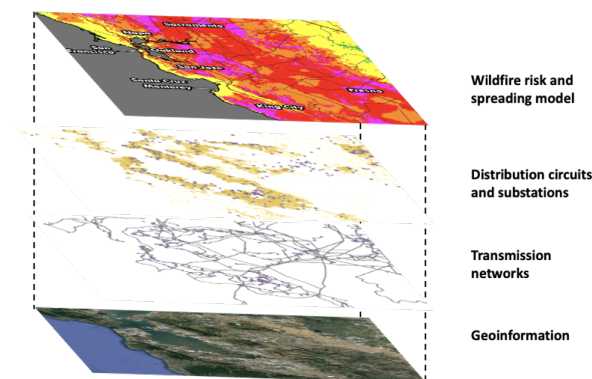 Sacramento
Napa
San
Francisco
Oakland
San Jose
Santa Cruz
Monterey
Fresno
King City
Wildfire risk and
spreading model
Distribution circuits
and substations
Transmission
networks
Geoinformation